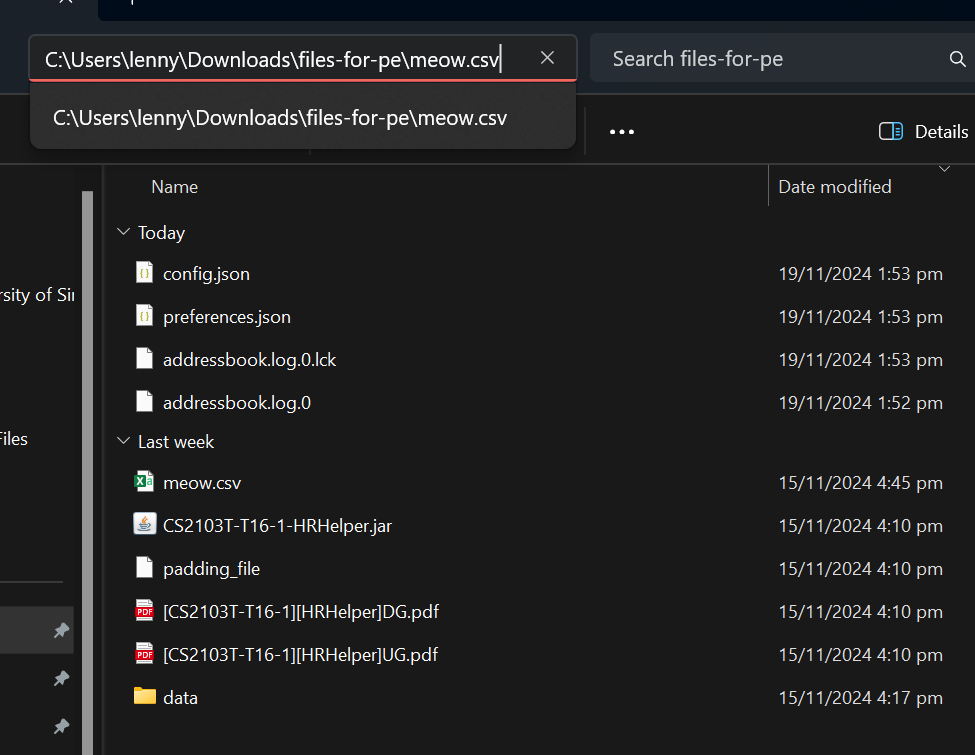 C:\Users\lenny\Downloads\files-for-pe\meow.csv
Search files-for-pe
C:\Users\lenny\Downloads\files-for-pe\meow.csv
Details
Name Date modified
Today
config.json 19/11/2024 1:53 pm
rsity of Sin
preferences.json 19/11/2024 1:53 pm
addressbook.log.0.lck 19/11/2024 1:53 pm
addressbook.log.0 19/11/2024 1:52 pm
Files
Last week
meow.csv 15/11/2024 4:45 pm
CS2103T-T16-1-HRHelper.jar 15/11/2024 4:10 pm
padding_file 15/11/2024 4:10 pm
PDF [CS2103T-T16-1][HRHelper]DG.pdf 15/11/2024 4:10 pm
PDF [CS2103T-T16-1][HRHelper]UG.pdf 15/11/2024 4:10 pm
data 15/11/2024 4:17 pm